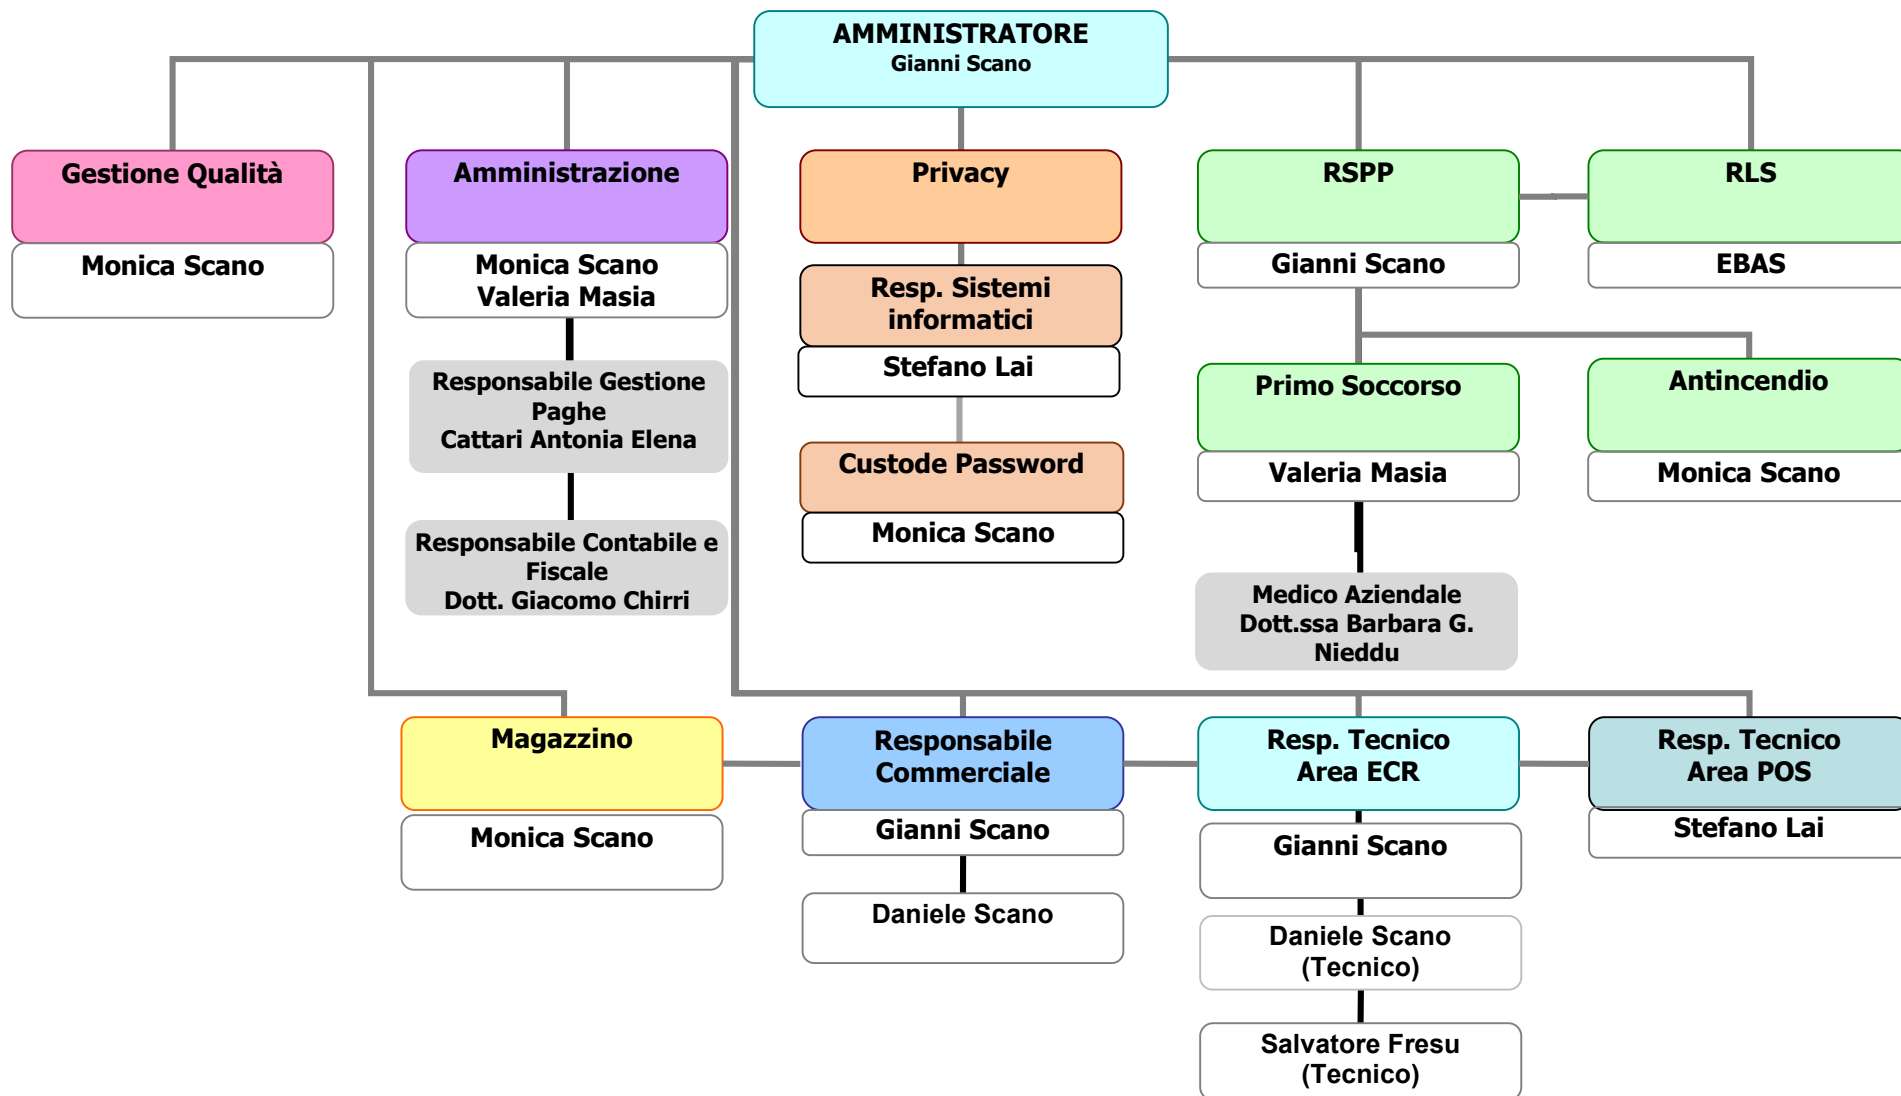 AMMINISTRATORE
Gianni Scano
Gestione Qualità
Monica Scano
Amministrazione
Monica Scano
Valeria Masia
Responsabile Gestione
Paghe
Cattari Antonia Elena
Responsabile Contabile e
Fiscale
Dott. Giacomo Chirri
Privacy
Resp. Sistemi
informatici
Stefano Lai
Custode Password
Monica Scano
RSPP
Gianni Scano
RLS
EBAS
Primo Soccorso
Valeria Masia
Medico Aziendale
Dott.ssa Barbara G.
Nieddu
Antincendio
Monica Scano
Magazzino
Monica Scano
Responsabile
Commerciale
Gianni Scano
Daniele Scano
Resp. Tecnico
Area ECR
Gianni Scano
Daniele Scano
(Tecnico)
Salvatore Fresu
(Tecnico)
Resp. Tecnico
Area POS
Stefano Lai